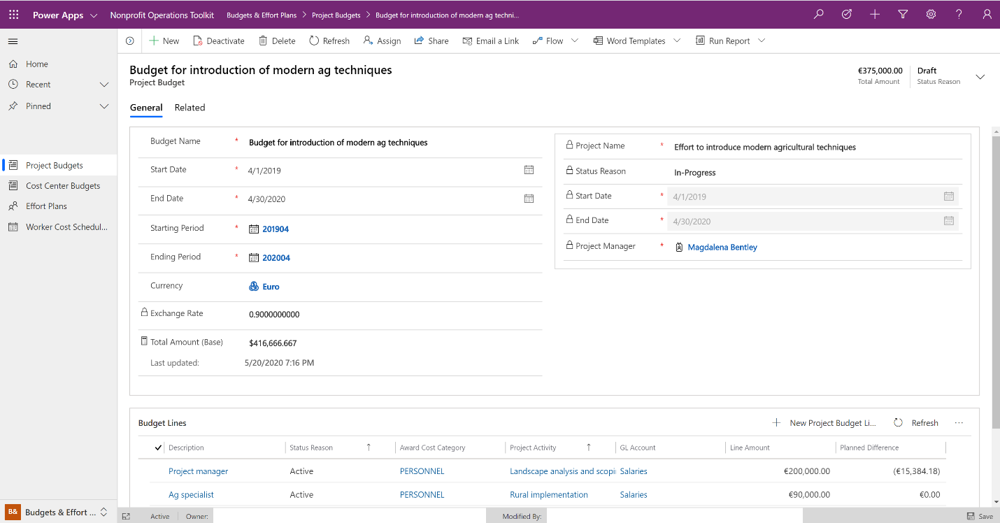 Power Apps Nonprofit Operations Toolkit Budgets & Effort Plans > Project Budgets > Budget for introduction of modern ag techni...
New Deactivate Delete Refresh Assign Share Email a Link Flow Word Templates Run Report
Home
Recent
Pinned
Project Budgets
Cost Center Budgets
Effort Plans
Worker Cost Schedul...
Budget for introduction of modern ag techniques
Project Budget
€375,000.00 Draft
Total Amount Status Reason
General Related
Budget Name * Budget for introduction of modern ag techniques
Start Date * 4/1/2019
End Date * 4/30/2020
Starting Period * 201904
Ending Period * 202004
Currency Euro
Exchange Rate 0.9000000000
Total Amount (Base) $416,666.667
Last updated: 5/20/2020 7:16 PM
Project Name * Effort to introduce modern agricultural techniques
Status Reason In-Progress
Start Date * 4/1/2019
End Date * 4/30/2020
Project Manager * Magdalena Bentley
Budget Lines New Project Budget Li... Refresh ...
Description Status Reason ↑ Award Cost Category Project Activity ↑ GL Account Line Amount Planned Difference
Project manager Active PERSONNEL Landscape analysis and scopi Salaries €200,000.00 (€15,384.18)
Ag specialist Active PERSONNEL Rural implementation Salaries €90,000.00 €0.00
B& Budgets & Effort ...
Active Owner: Modified By: Save